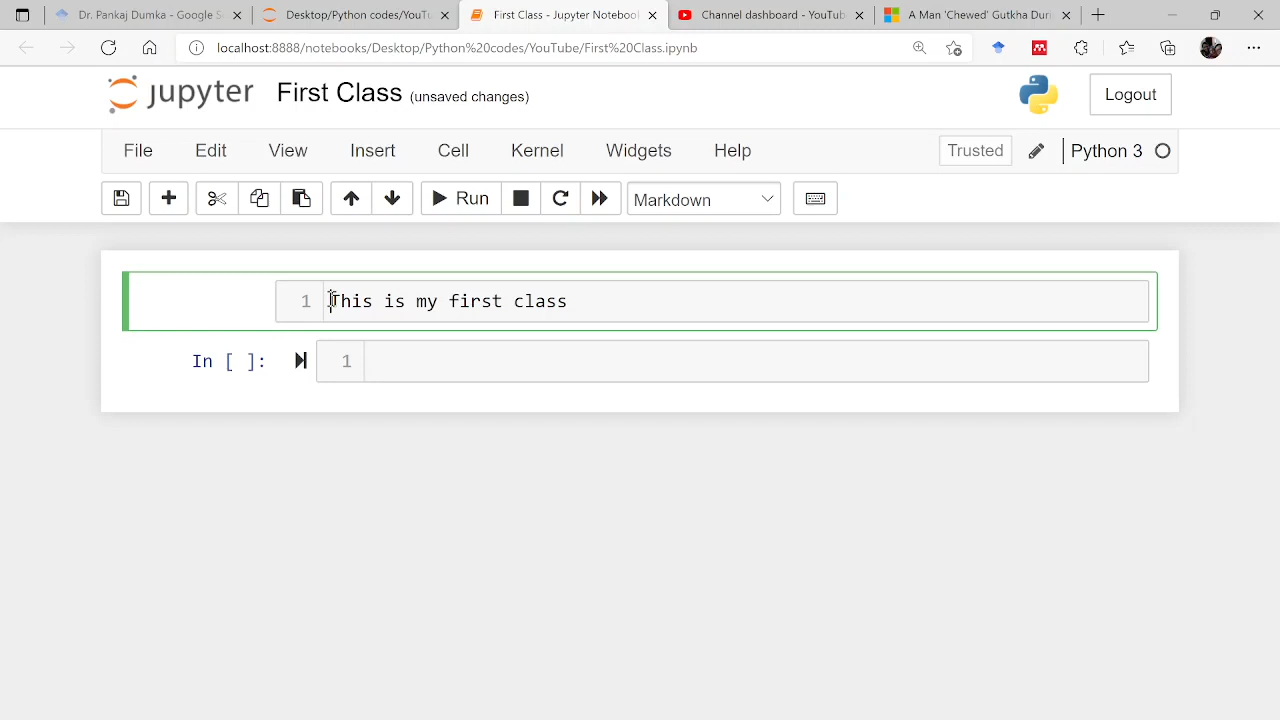 Dr. Pankaj Dumka - Google S
Desktop/Python codes/YouTu
First Class - Jupyter Notebook
Channel dashboard - YouTub
A Man 'Chewed' Gutkha Duri
localhost:8888/notebooks/Desktop/Python%20codes/YouTube/First%20Class.ipynb
jupyter First Class (unsaved changes) Logout
File Edit View Insert Cell Kernel Widgets Help Trusted Python 3
Run Markdown
1 This is my first class
In [ ]: 1